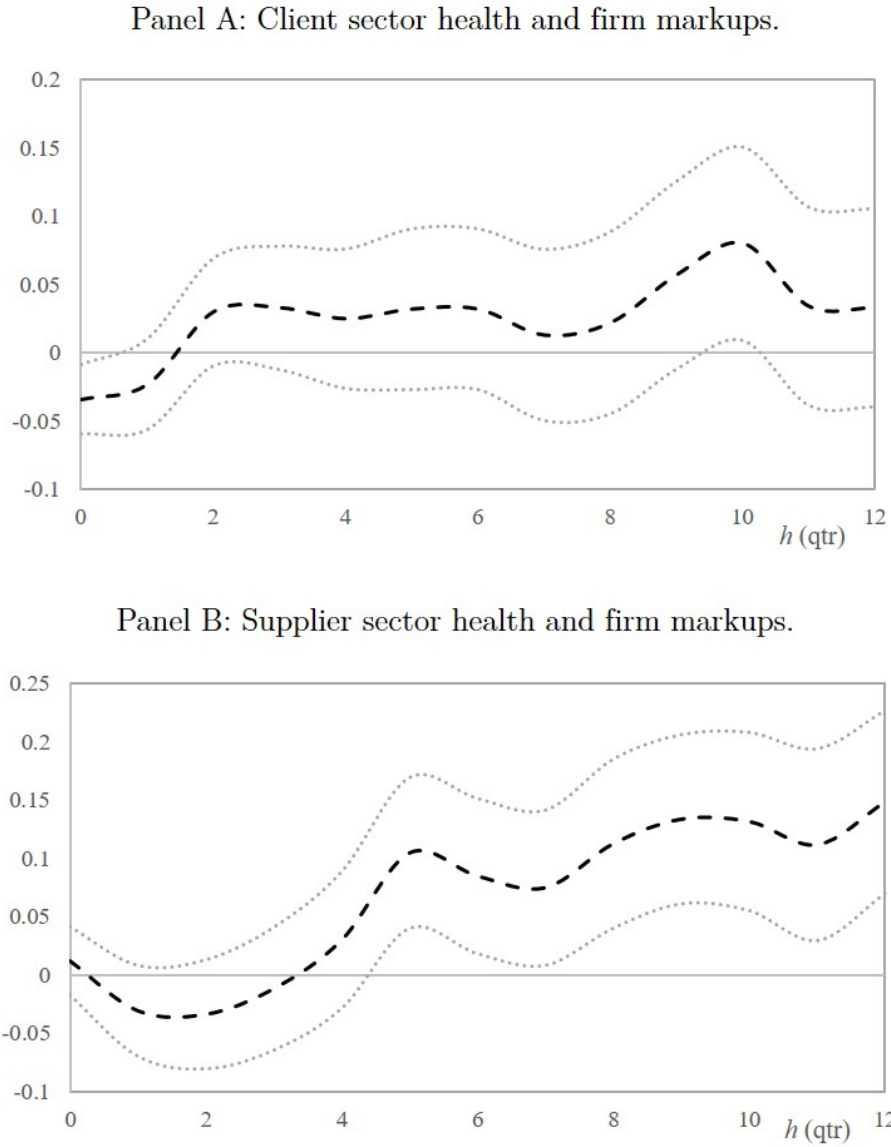 Panel A: Client sector health and firm markups.
0.2
0.15
0.1
0.05
0
-0.05
-0.1
0 2 4 6 8 10 12
h (qtr)
Panel B: Supplier sector health and firm markups.
0.25
0.2
0.15
0.1
0.05
0
-0.05
-0.1
0 2 4 6 8 10 12
h (qtr)